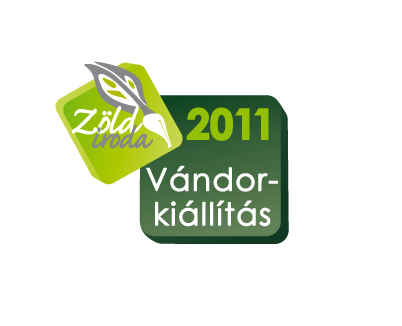 Zöld
iroda
2011
Vándor-
kiállítás